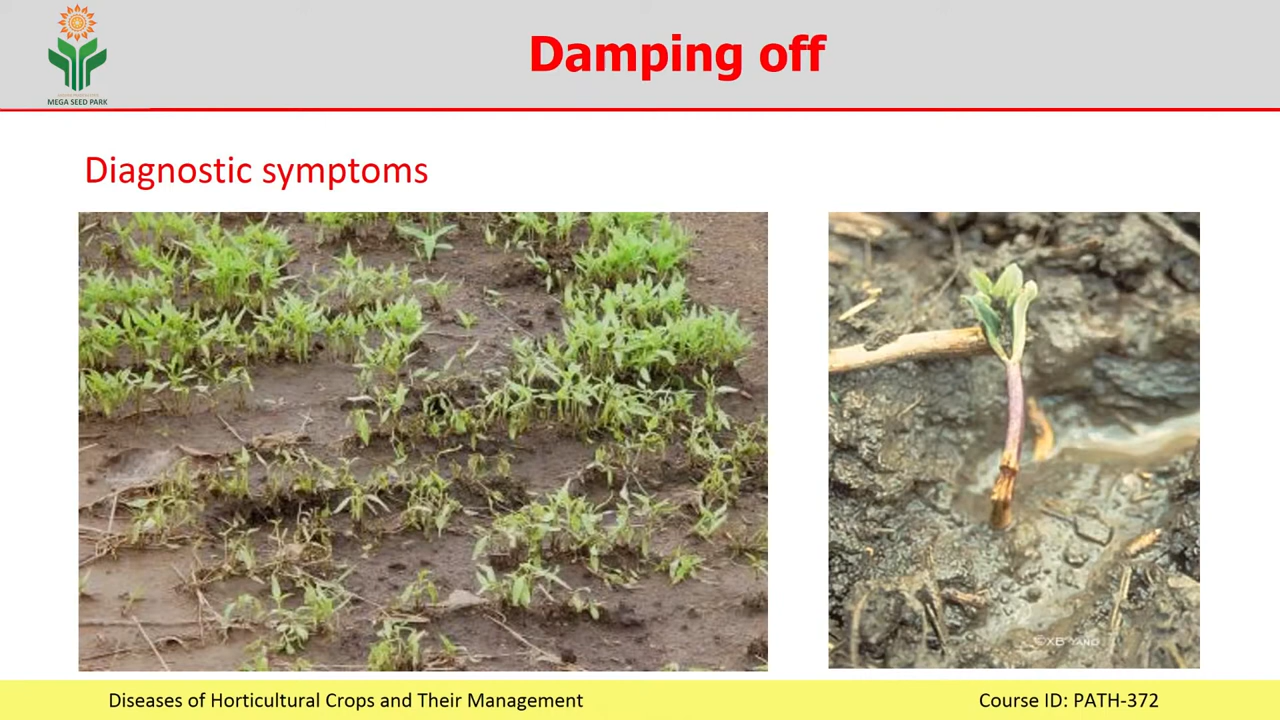 Damping off
MEGA SEED PARK
Diagnostic symptoms
Diseases of Horticultural Crops and Their Management
Course ID: PATH-372